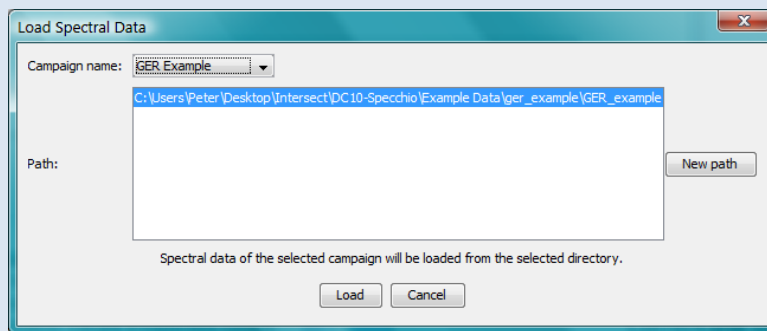 Load Spectral Data
Campaign name: GER Example
C:\Users\Peter\Desktop\Intersect\DC10-Specchio\Example Data\ger_example\GER_example
Path:
New path
Spectral data of the selected campaign will be loaded from the selected directory.
Load Cancel